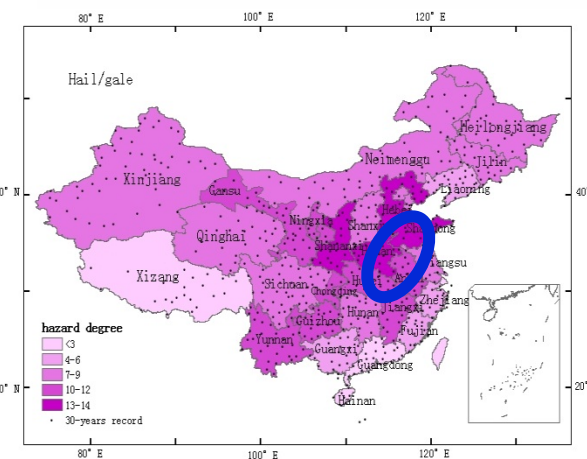 80° E 100° E 120° E
Hail/gale
Heilongjiang
Neimenggu
Jilin
Xinjiang
Gansu
Liaoning
40°
Ningxia
Shanxi
Qinghai
Xizang
Sichuan
Chongqing
Zhejiang
hazard degree
Hunan
Jiangxi
<3
Guizhou
4-6
Yunnan
Fujian
7-9
Guangxi
10-12
Guangdong
13-14
20°
30-years record
Hainan
80° E 100° E 120° E